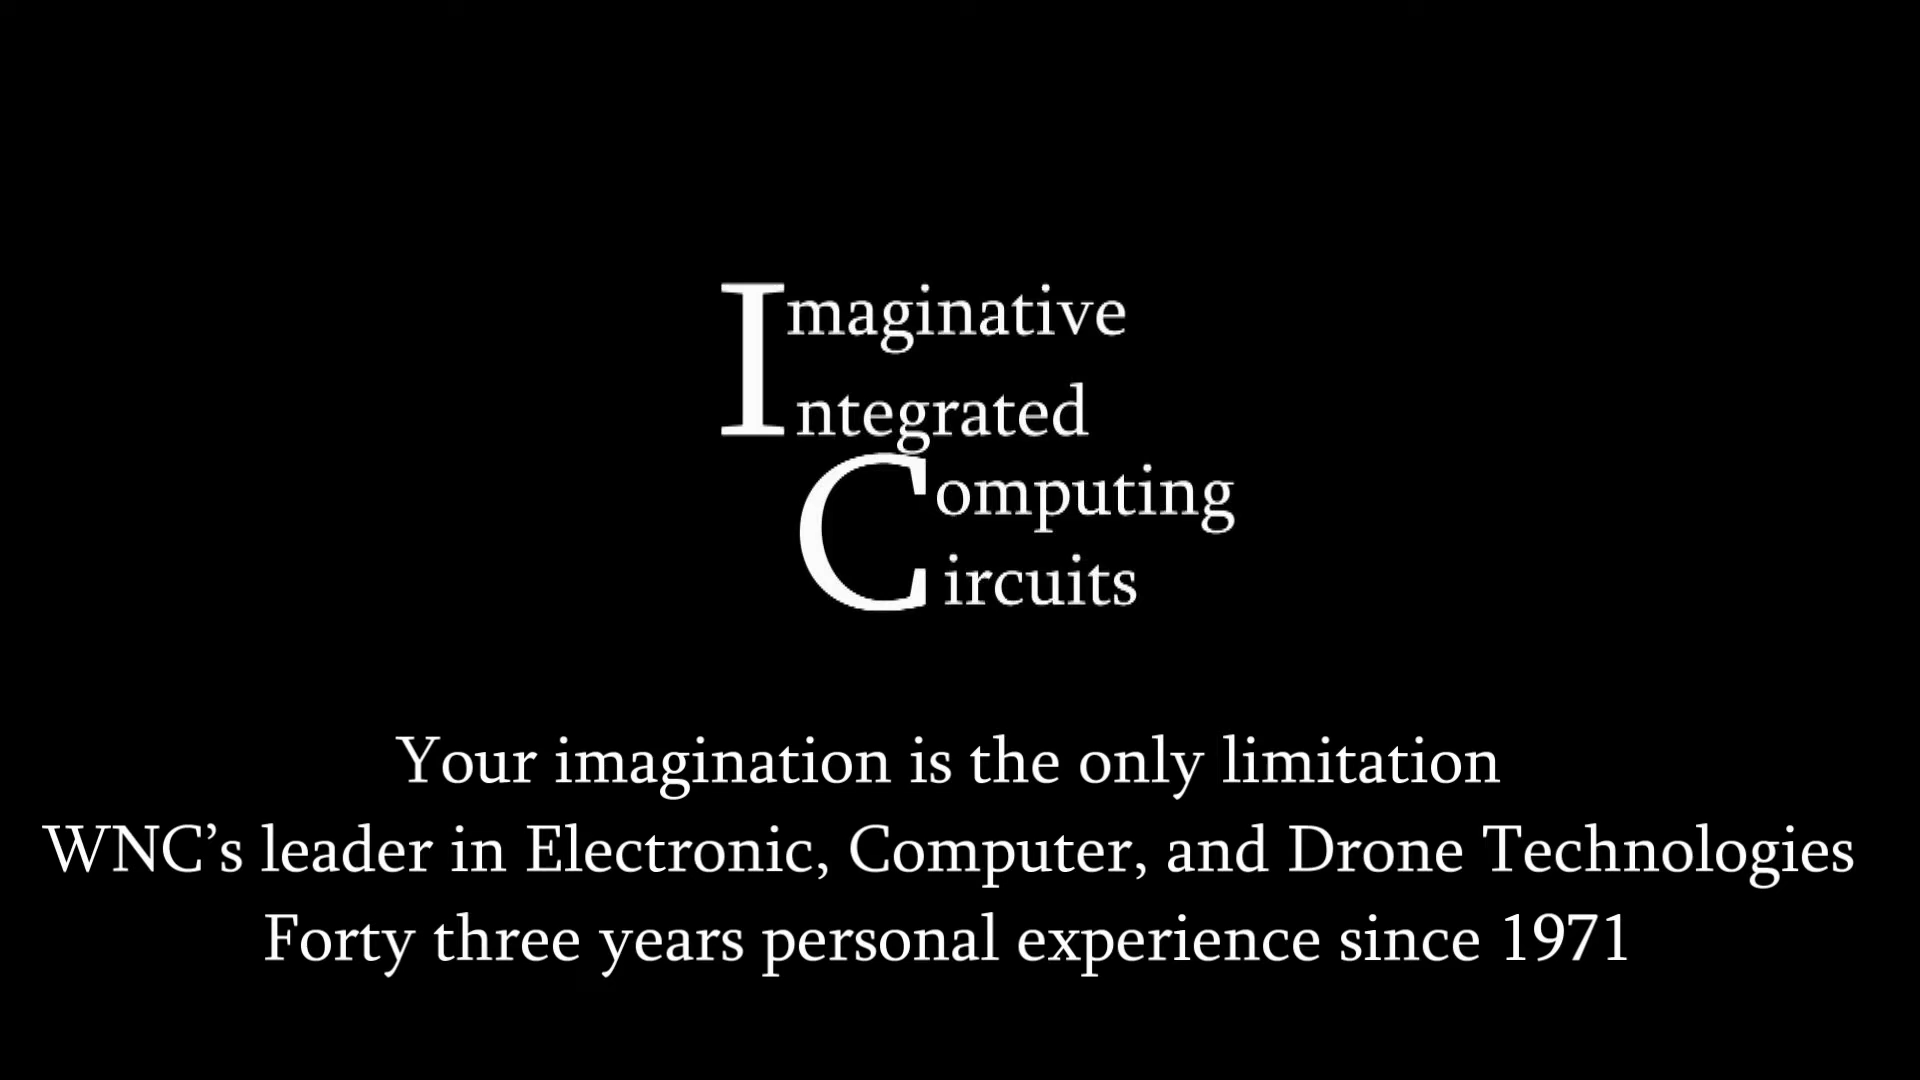 Imaginative
Integrated
Computing
Circuits
Your imagination is the only limitation
WNC’s leader in Electronic, Computer, and Drone Technologies
Forty three years personal experience since 1971